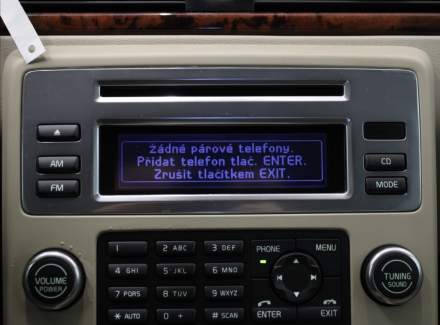 Žádné párové telefony.
Přidat telefon tlač. ENTER.
Zrušit tlačítkem EXIT.
AM
FM
CD
MODE
VOLUME
POWER
1
2 ABC
3 DEF
4 GHI
5 JKL
6 MNO
7 PQRS
8 TUV
9 WXYZ
* AUTO
0 +
# SCAN
PHONE
MENU
ENTER
EXIT
TUNING
SOUND